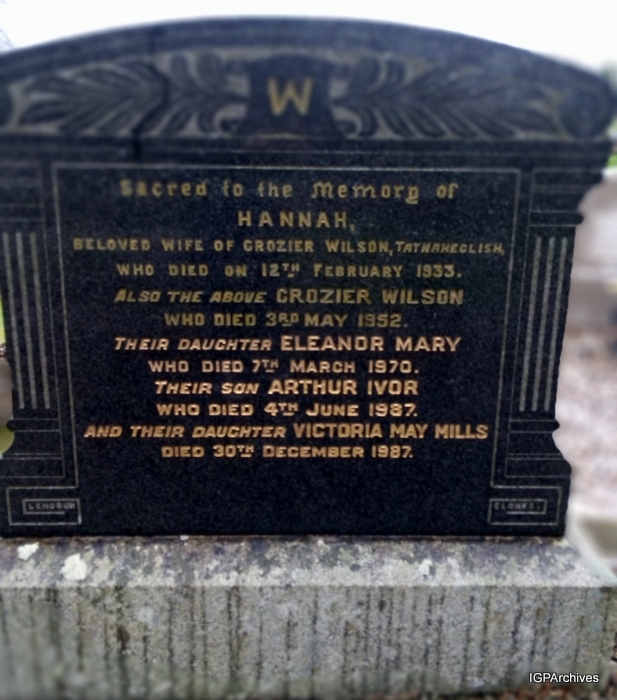 W
Sacred to the Memory of
HANNAH,
BELOVED WIFE OF CROZIER WILSON, TATNAHEGLISH,
WHO DIED ON 12TH FEBRUARY 1933.
ALSO THE ABOVE CROZIER WILSON
WHO DIED 3RD MAY 1952.
THEIR DAUGHTER ELEANOR MARY
WHO DIED 7TH MARCH 1970.
THEIR SON ARTHUR IVOR
WHO DIED 4TH JUNE 1987.
AND THEIR DAUGHTER VICTORIA MAY MILLS
DIED 30TH DECEMBER 1987.
CLONES.
IGPArchives